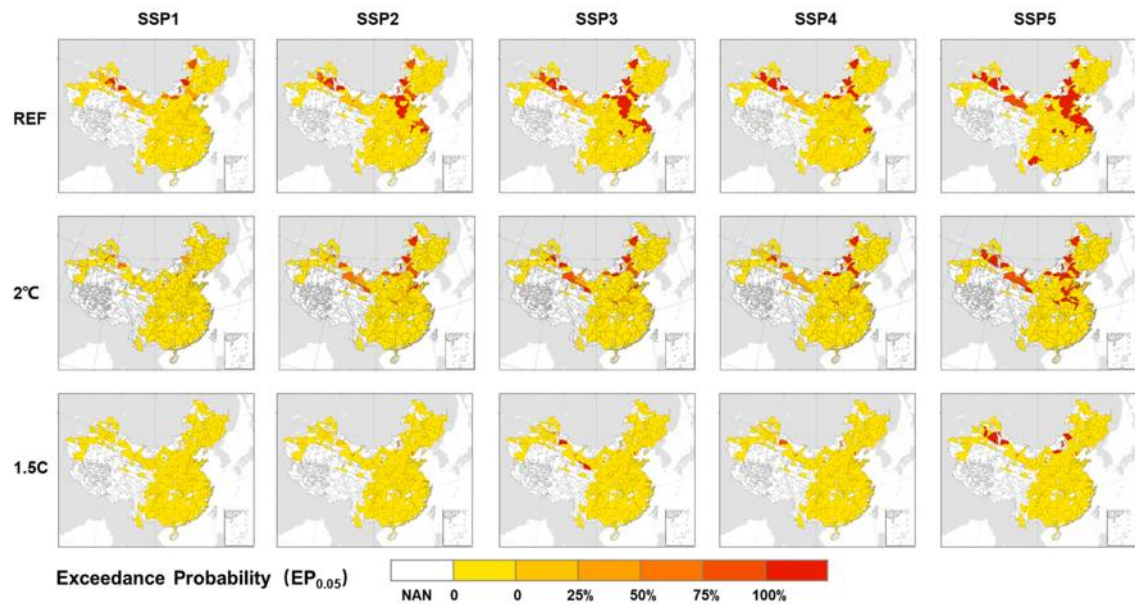 SSP1 SSP2 SSP3 SSP4 SSP5
REF
2℃
1.5C
Exceedance Probability (EP0.05)
NAN 0 0 25% 50% 75% 100%